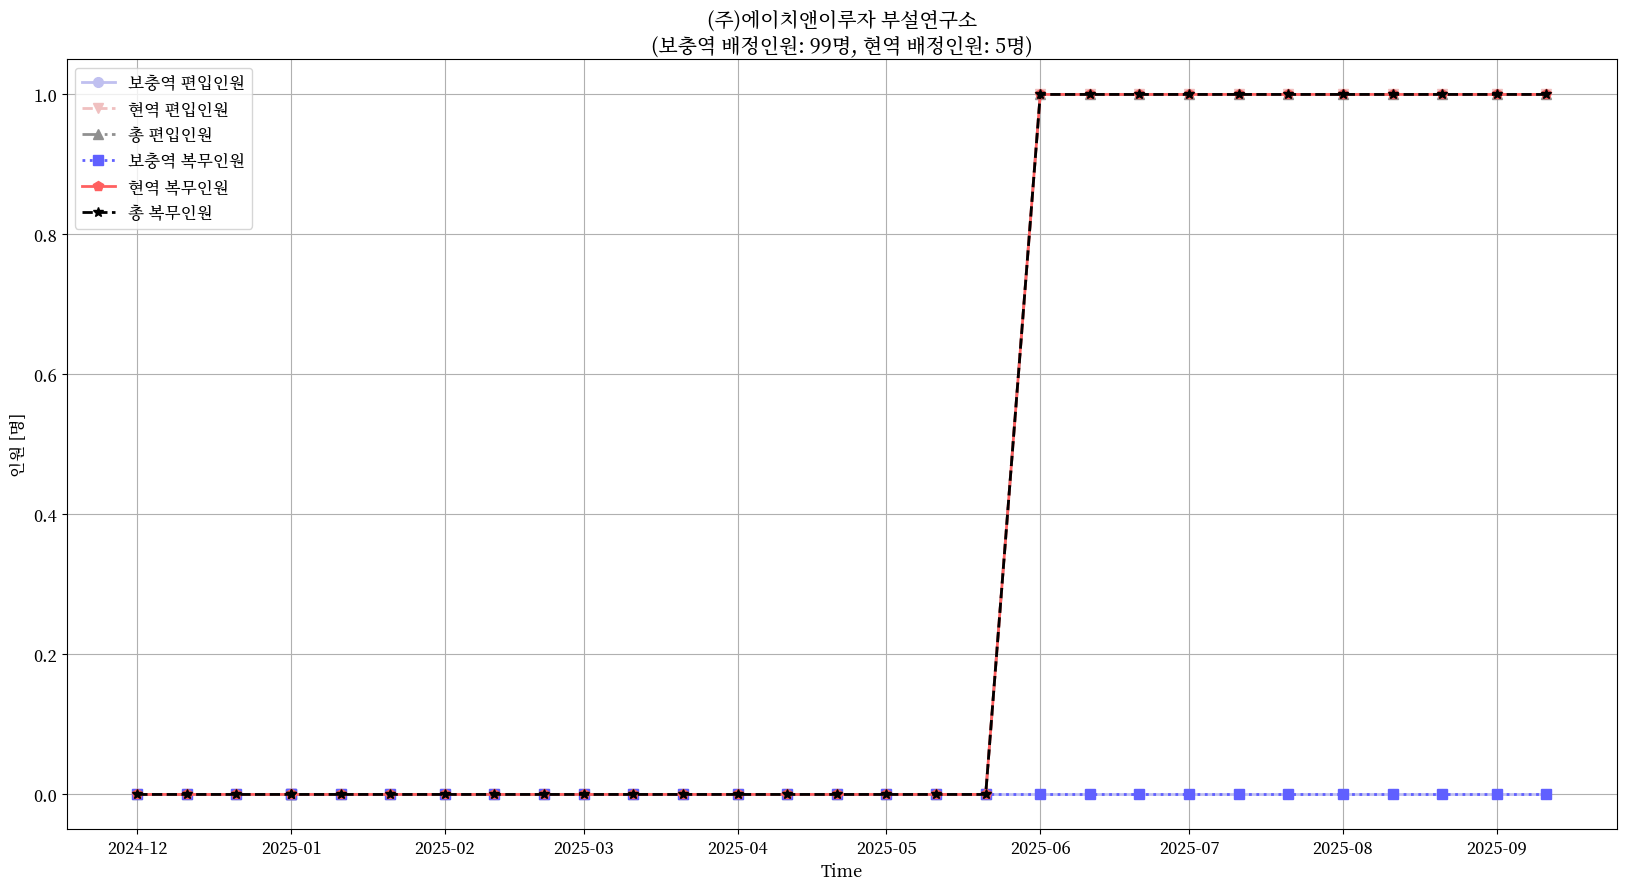 (주)에이치앤이루자 부설연구소
(보충역 배정인원: 99명, 현역 배정인원: 5명)
보충역 편입인원
현역 편입인원
총 편입인원
보충역 복무인원
현역 복무인원
총 복무인원
1.0
0.8
0.6
0.4
0.2
0.0
인원 [명]
2024-12 2025-01 2025-02 2025-03 2025-04 2025-05 2025-06 2025-07 2025-08 2025-09
Time